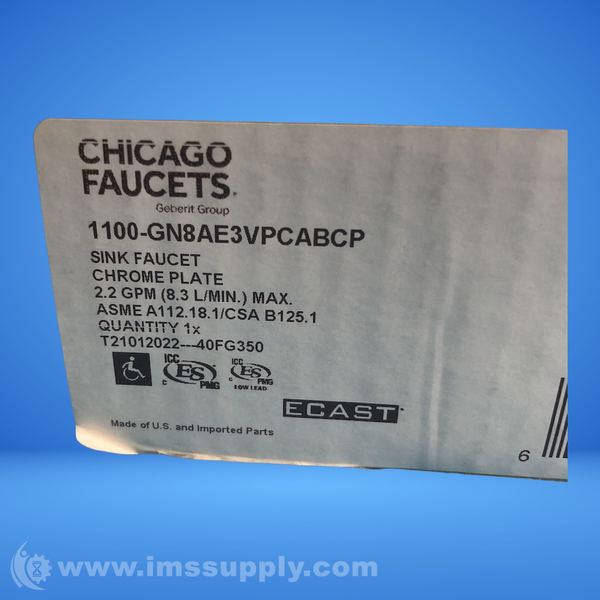 CHICAGO
FAUCETS
Geberit Group
1100-GN8AE3VPCABCP
SINK FAUCET
CHROME PLATE
2.2 GPM (8.3 L/MIN.) MAX.
ASME A112.18.1/CSA B125.1
QUANTITY 1x
T21012022---40FG350
ICC ICC
ES ES
C PMG C PMG
LOW LEAD
ECAST
Made of U.S. and Imported Parts
6
www.imssupply.com